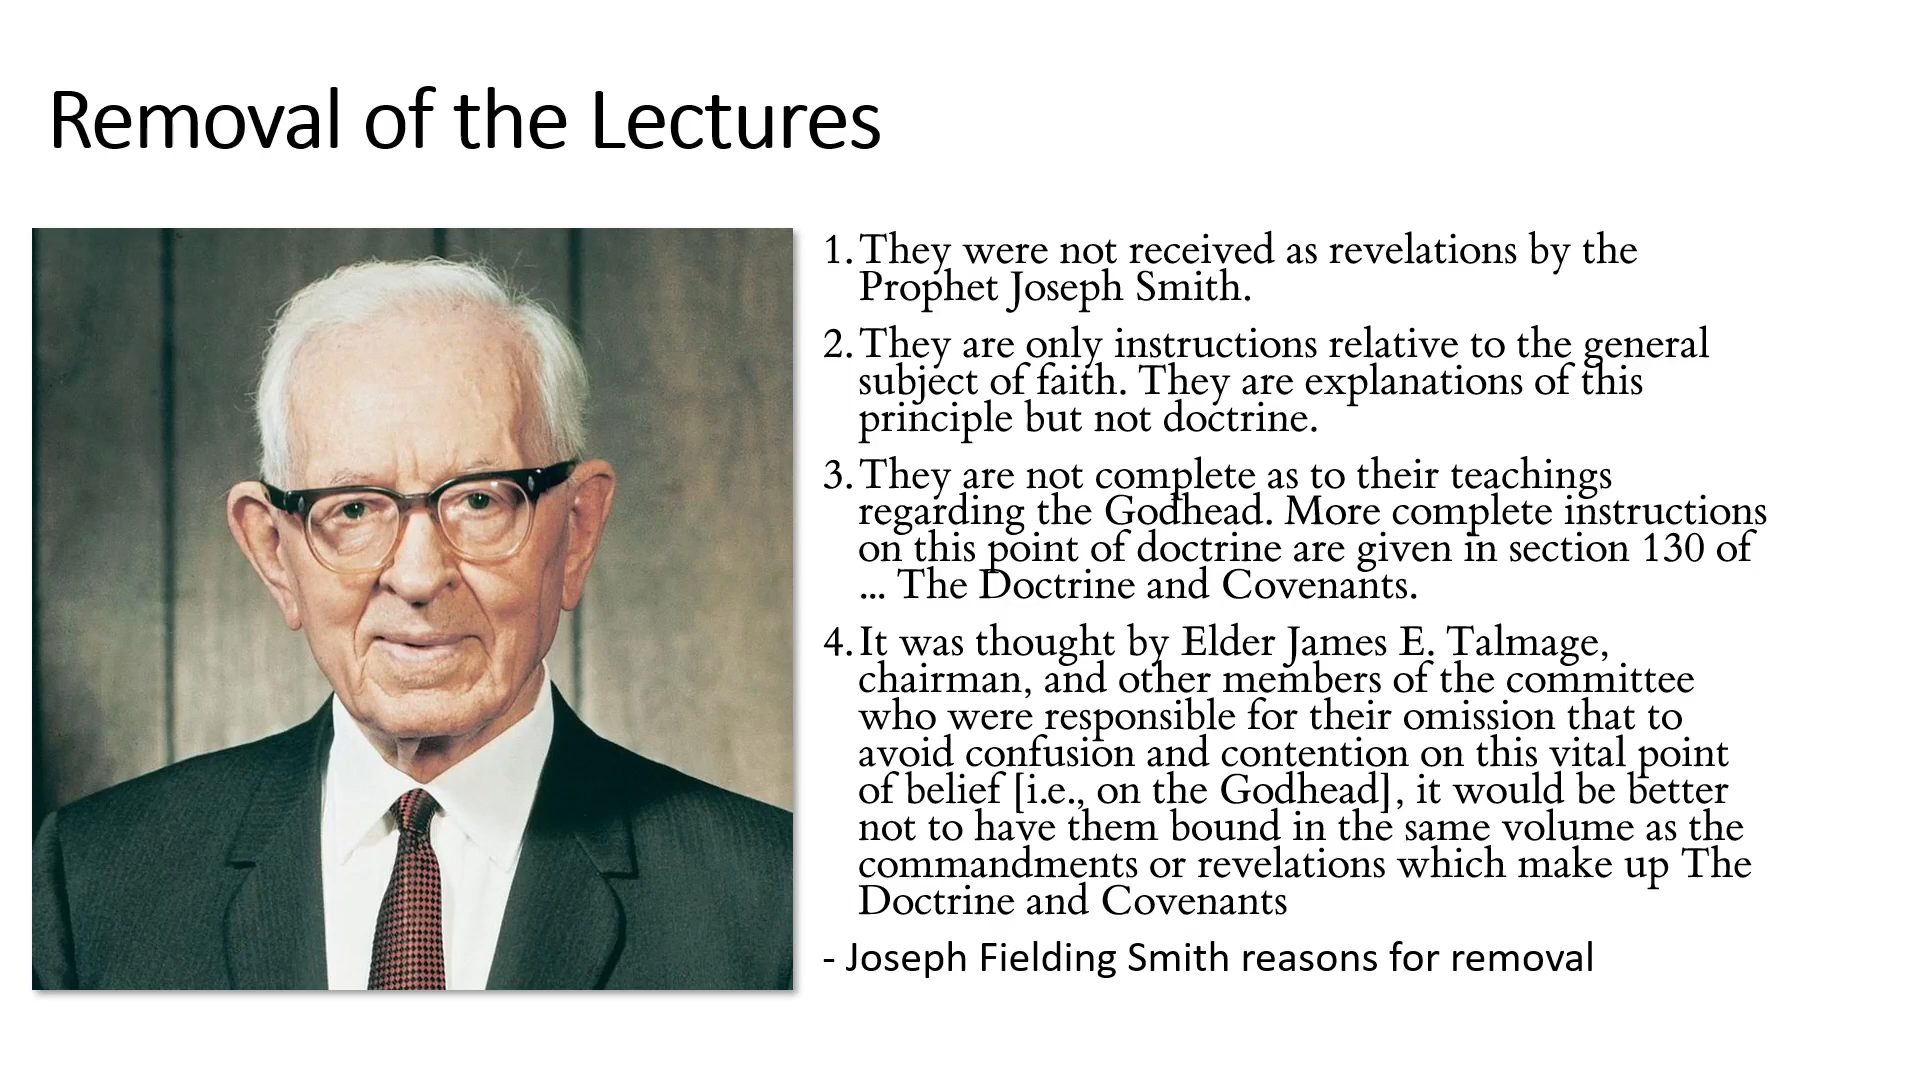 Removal of the Lectures
1. They were not received as revelations by the
Prophet Joseph Smith.
2. They are only instructions relative to the general
subject of faith. They are explanations of this
principle but not doctrine.
3. They are not complete as to their teachings
regarding the Godhead. More complete instructions
on this point of doctrine are given in section 130 of
... The Doctrine and Covenants.
4. It was thought by Elder James E. Talmage,
chairman, and other members of the committee
who were responsible for their omission that to
avoid confusion and contention on this vital point
of belief [i.e., on the Godhead], it would be better
not to have them bound in the same volume as the
commandments or revelations which make up The
Doctrine and Covenants
- Joseph Fielding Smith reasons for removal